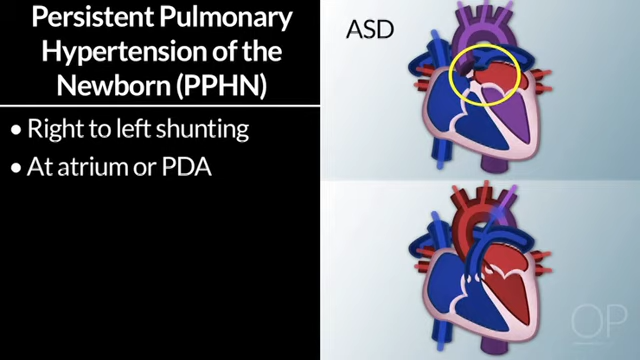 Persistent Pulmonary
Hypertension of the
Newborn (PPHN)
• Right to left shunting
• At atrium or PDA
ASD
OP